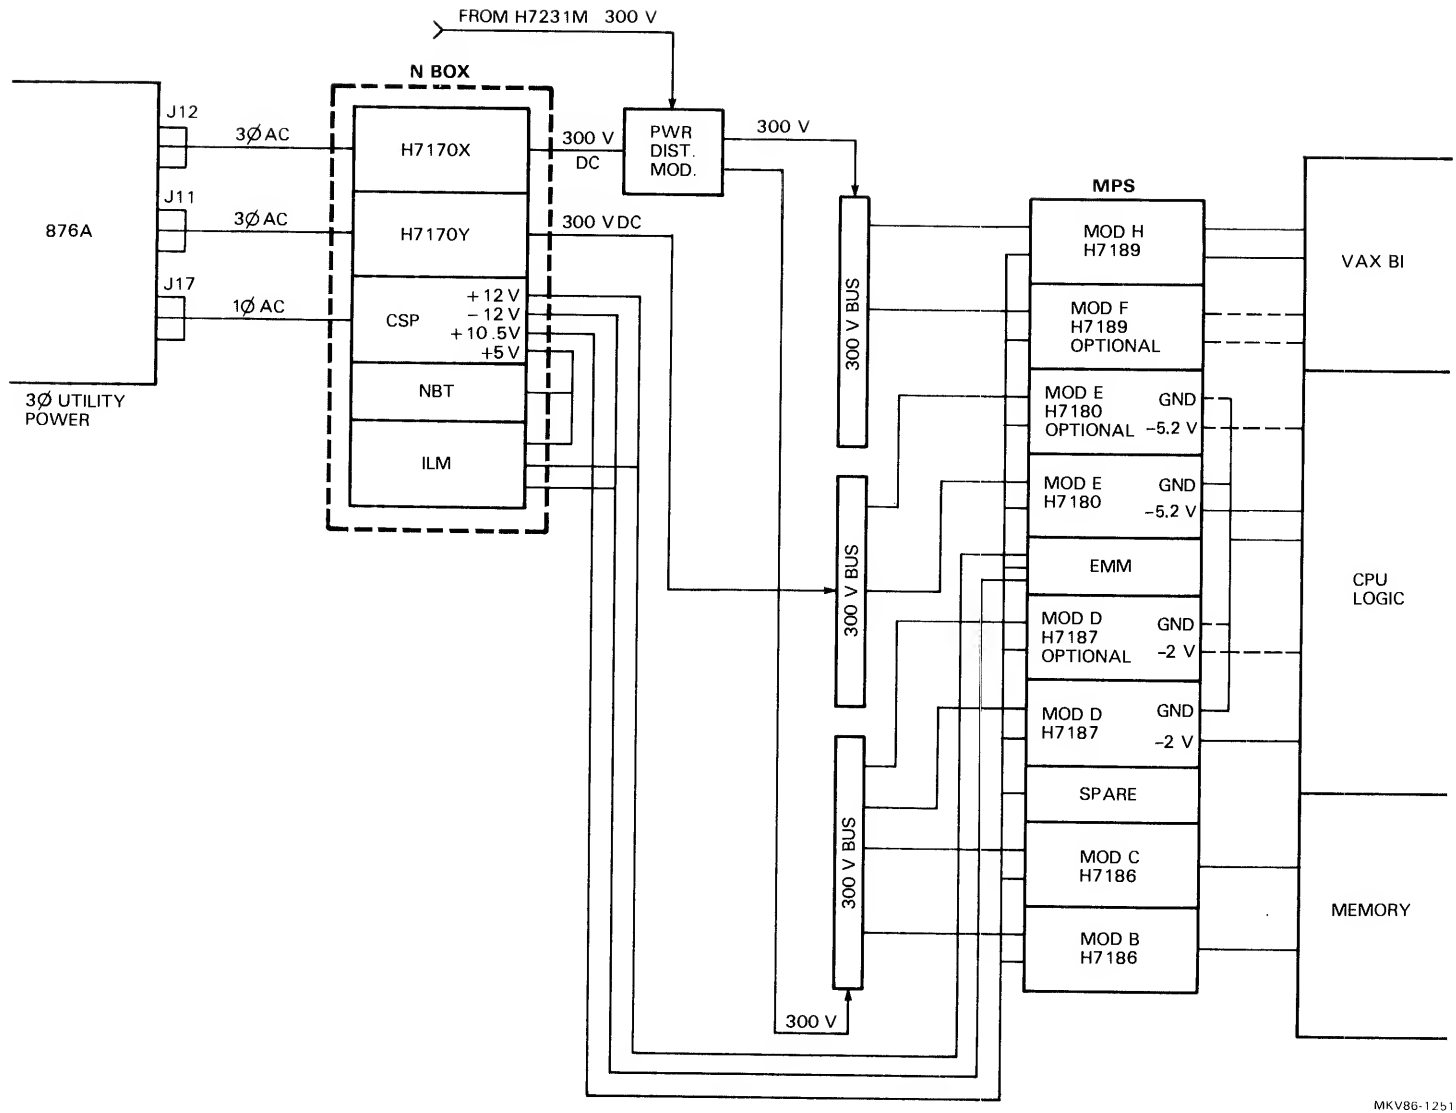 FROM H7231M 300 V
N BOX
J12
3Ø AC
H7170X
300 V
DC
PWR
DIST.
MOD.
300 V
J11
3Ø AC
876A
H7170Y
300 VDC
J17
1Ø AC
CSP
+12 V
-12 V
+10.5V
+5 V
NBT
ILM
3Ø UTILITY
POWER
300 V BUS
300 V BUS
300 V BUS
300 V
MPS
MOD H
H7189
MOD F
H7189
OPTIONAL
MOD E
H7180
OPTIONAL
GND
-5.2 V
MOD E
H7180
GND
-5.2 V
EMM
MOD D
H7187
OPTIONAL
GND
-2 V
MOD D
H7187
GND
-2 V
SPARE
MOD C
H7186
MOD B
H7186
VAX BI
CPU
LOGIC
MEMORY
MKV86-1251